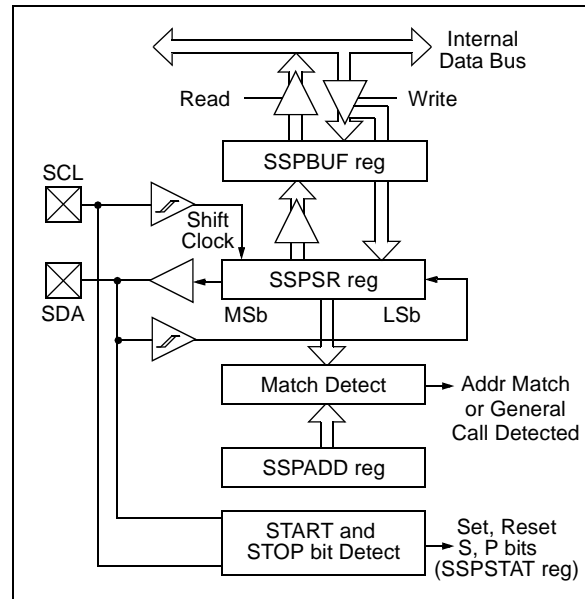 Internal
Data Bus
Read
Write
SSPBUF reg
SCL
Shift
Clock
SSPSR reg
SDA
MSb
LSb
Match Detect
Addr Match
or General
Call Detected
SSPADD reg
START and
STOP bit Detect
Set, Reset
S, P bits
(SSPSTAT reg)